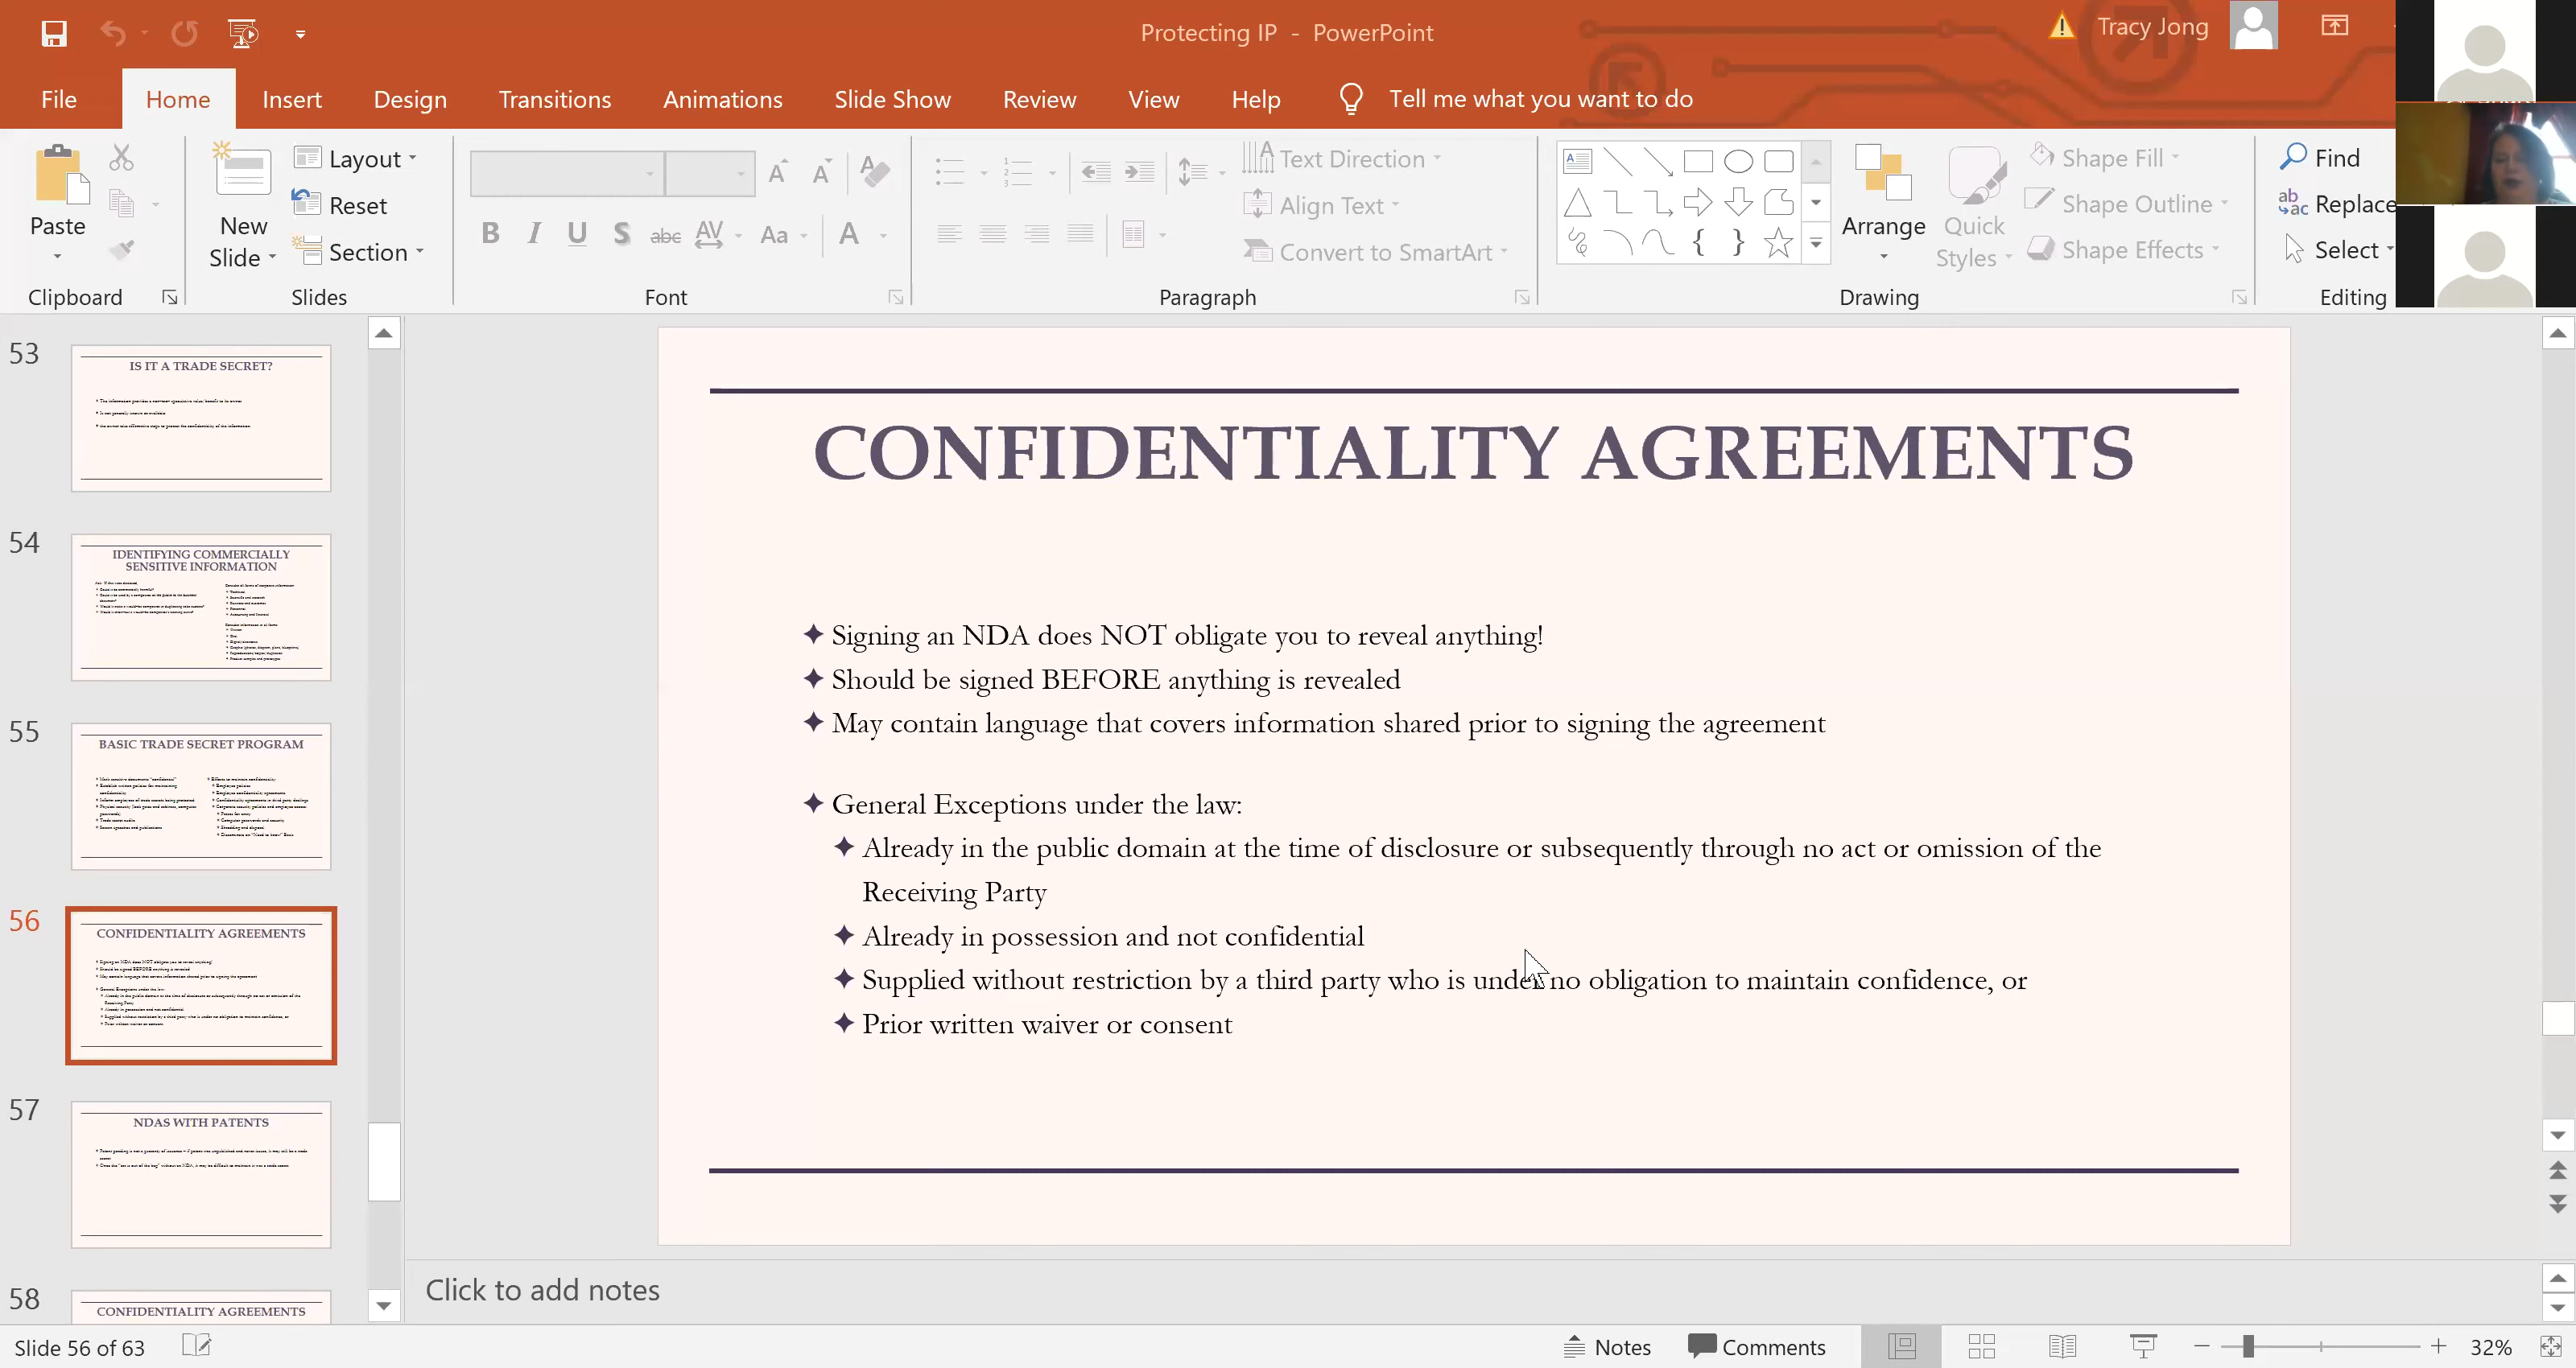 Protecting IP - PowerPoint
Tracy Jong
File Home Insert Design Transitions Animations Slide Show Review View Help Tell me what you want to do
Paste
Clipboard
New Slide
Layout
Reset
Section
Slides
B I U S abc AV Aa A
Font
Text Direction
Align Text
Convert to SmartArt
Paragraph
Arrange
Quick Styles
Shape Fill
Shape Outline
Shape Effects
Drawing
Find
Replace
Select
Editing
53
IS IT A TRADE SECRET?
54
IDENTIFYING COMMERCIALLY
SENSITIVE INFORMATION
55
BASIC TRADE SECRET PROGRAM
56
CONFIDENTIALITY AGREEMENTS
57
NDAS WITH PATENTS
58
CONFIDENTIALITY AGREEMENTS
CONFIDENTIALITY AGREEMENTS
Signing an NDA does NOT obligate you to reveal anything!
Should be signed BEFORE anything is revealed
May contain language that covers information shared prior to signing the agreement
General Exceptions under the law:
Already in the public domain at the time of disclosure or subsequently through no act or omission of the
Receiving Party
Already in possession and not confidential
Supplied without restriction by a third party who is under no obligation to maintain confidence, or
Prior written waiver or consent
Click to add notes
Slide 56 of 63
Notes
Comments
32%